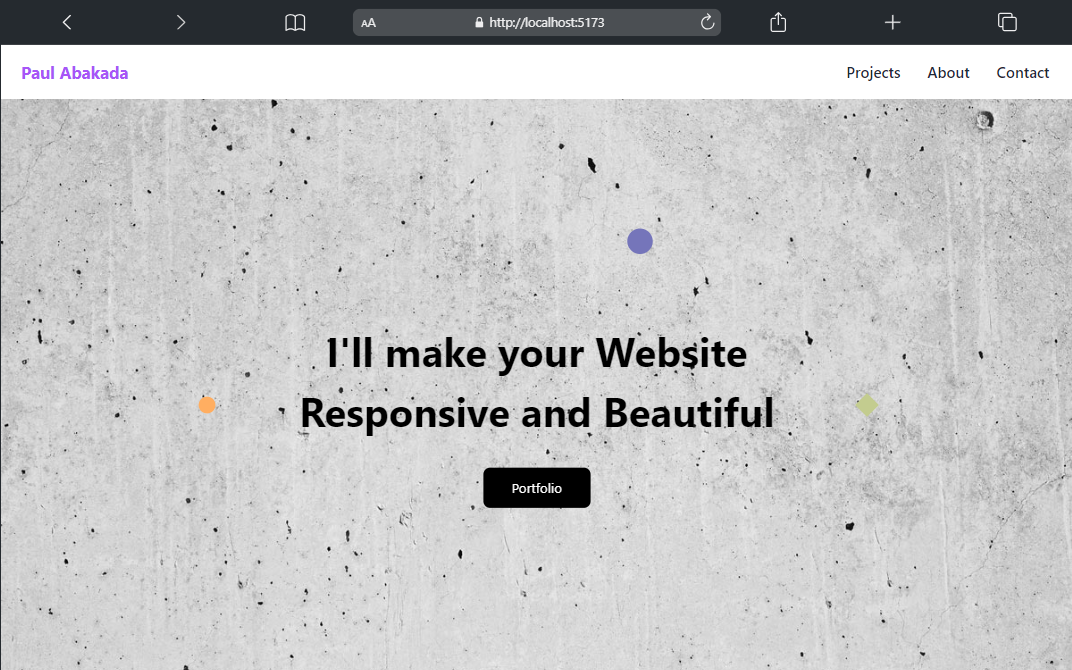 AA
http://localhost:5173
Paul Abakada
Projects
About
Contact
I'll make your Website
Responsive and Beautiful
Portfolio